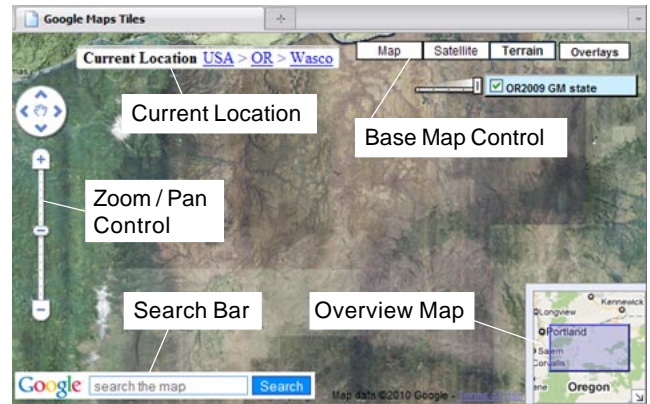 Google Maps Tiles
Current Location USA > OR > Wasco
Map Satellite Terrain Overlays
OR2009 GM state
Current Location
Base Map Control
Zoom / Pan
Control
Search Bar
Overview Map
Kennewick
Longview
Portland
Salem
Corvalis
ene Oregon
Google search the map Search
Map data ©2010 Google -